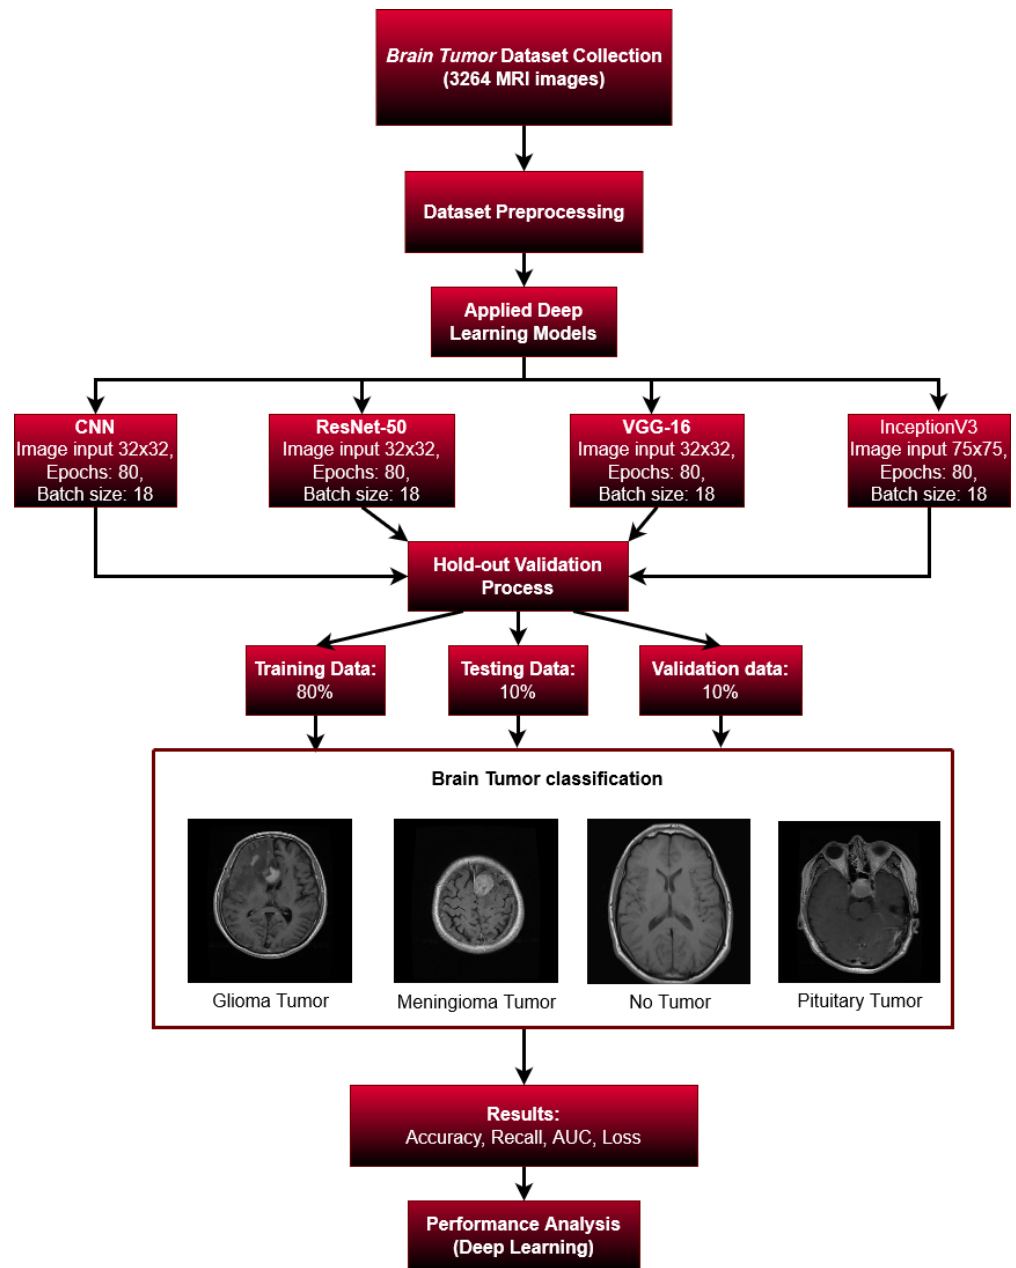 Brain Tumor Dataset Collection
(3264 MRI images)
Dataset Preprocessing
Applied Deep
Learning Models
CNN
Image input 32x32,
Epochs: 80,
Batch size: 18
ResNet-50
Image input 32x32,
Epochs: 80,
Batch size: 18
VGG-16
Image input 32x32,
Epochs: 80,
Batch size: 18
InceptionV3
Image input 75x75,
Epochs: 80,
Batch size: 18
Hold-out Validation
Process
Training Data:
80%
Testing Data:
10%
Validation data:
10%
Brain Tumor classification
Glioma Tumor
Meningioma Tumor
No Tumor
Pituitary Tumor
Results:
Accuracy, Recall, AUC, Loss
Performance Analysis
(Deep Learning)